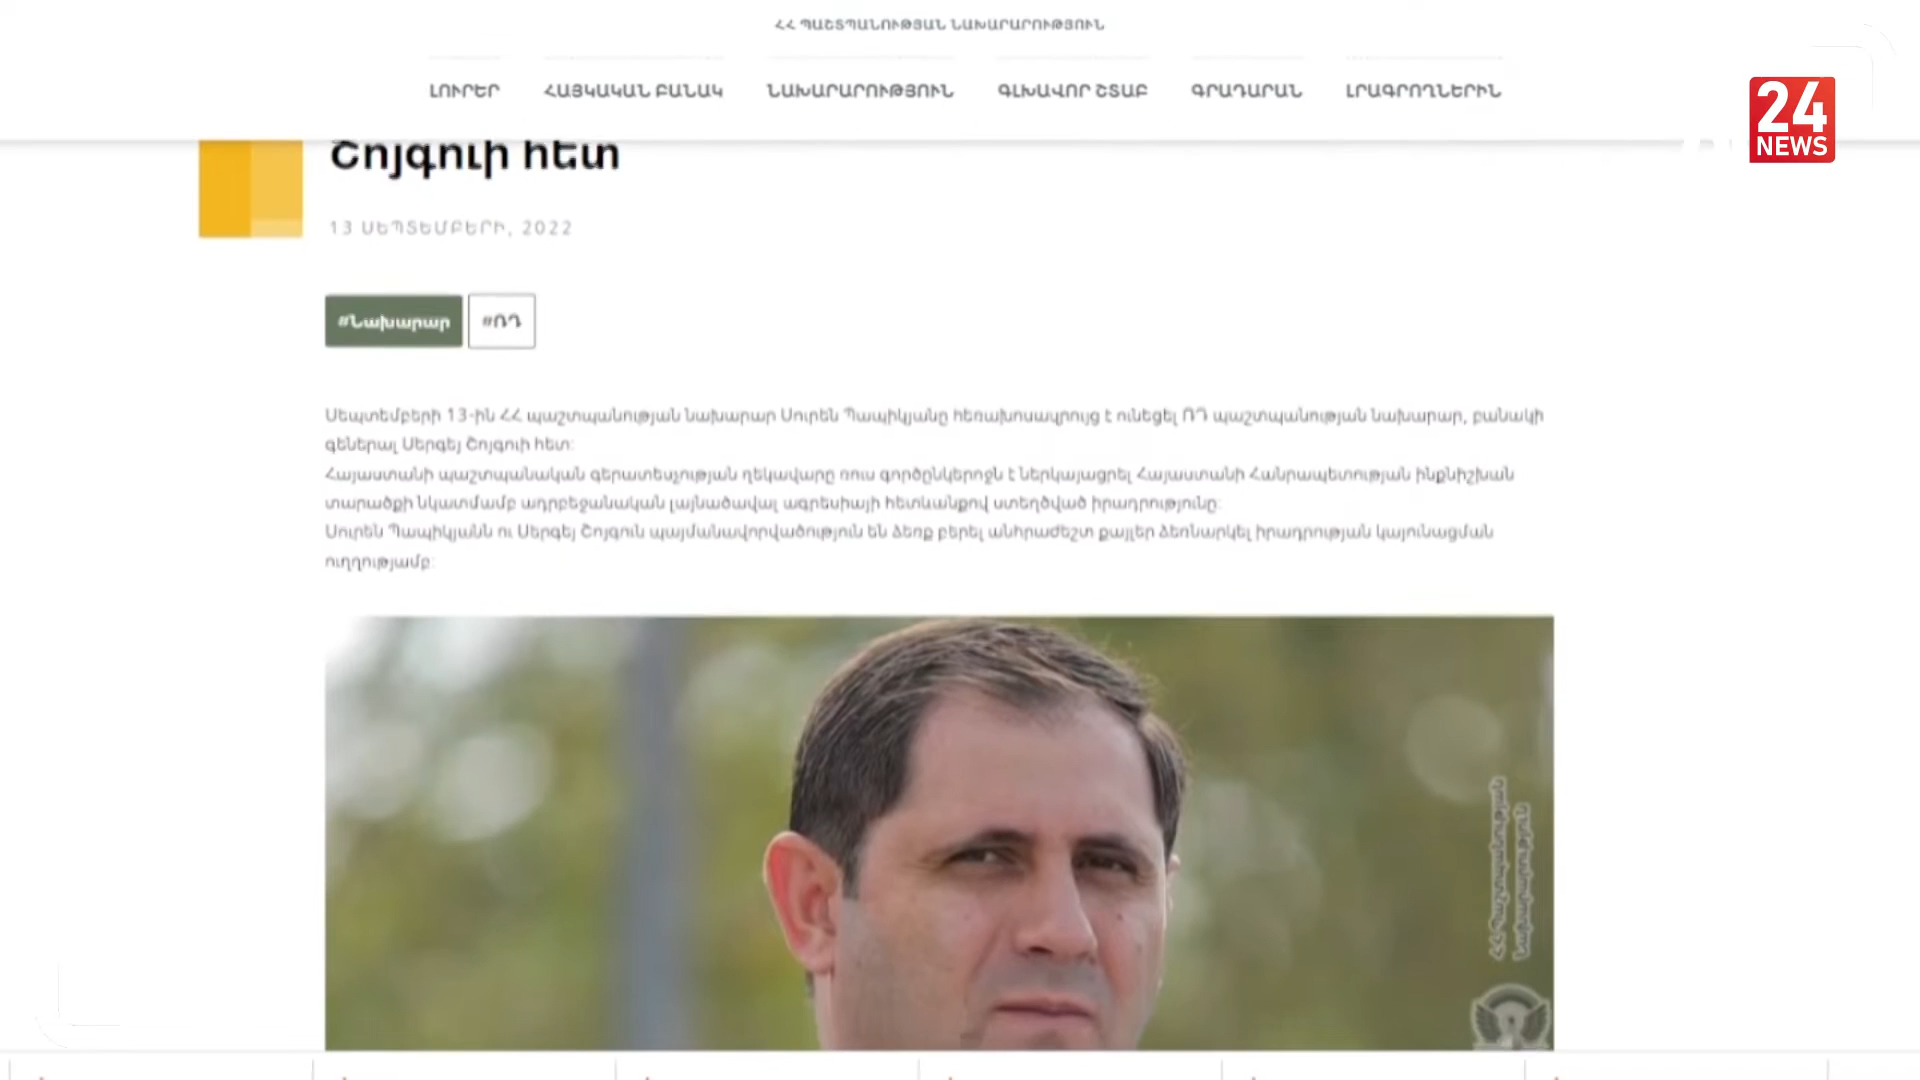 ՀՀ ՊԱՇՏՊԱՆՈՒԹՅԱՆ ՆԱԽԱՐԱՐՈՒԹՅՈՒՆ
ԼՈՒՐԵՐ ՀԱՅԿԱԿԱՆ ԲԱՆԱԿ ՆԱԽԱՐԱՐՈՒԹՅՈՒՆ ԳԼԽԱՎՈՐ ՇՏԱԲ ԳՐԱԴԱՐԱՆ ԼՐԱԳՐՈՂՆԵՐԻՆ
24
NEWS
Շոյգուի հետ
13 ՍԵՊՏԵՄԲԵՐԻ, 2022
#Նախարար #ՌԴ
Սեպտեմբերի 13-ին ՀՀ պաշտպանության նախարար Սուրեն Պապիկյանը հեռախոսազրույց է ունեցել ՌԴ պաշտպանության նախարար, բանակի
գեներալ Սերգեյ Շոյգուի հետ:
Հայաստանի պաշտպանական գերատեսչության ղեկավարը ռուս գործընկերոջն է ներկայացրել Հայաստանի Հանրապետության ինքնիշխան
տարածքի նկատմամբ ադրբեջանական լայնածավալ ագրեսիայի հետևանքով ստեղծված իրադրությունը:
Սուրեն Պապիկյանն ու Սերգեյ Շոյգուն պայմանավորվածություն են ձեռք բերել անհրաժեշտ քայլեր ձեռնարկել իրադրության կայունացման
ուղղությամբ:
ՀՀ պաշտպանության
նախարարություն